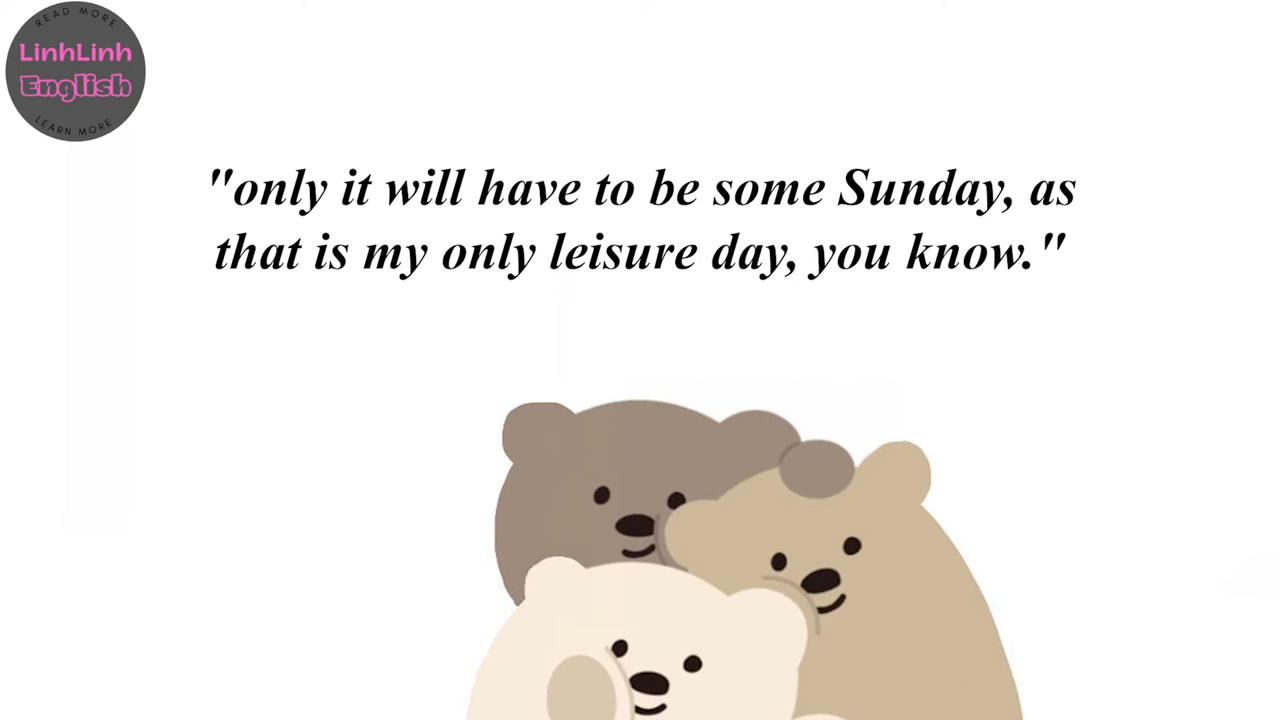 READ MORE
LinhLinh
English
LEARN MORE
"only it will have to be some Sunday, as
that is my only leisure day, you know."